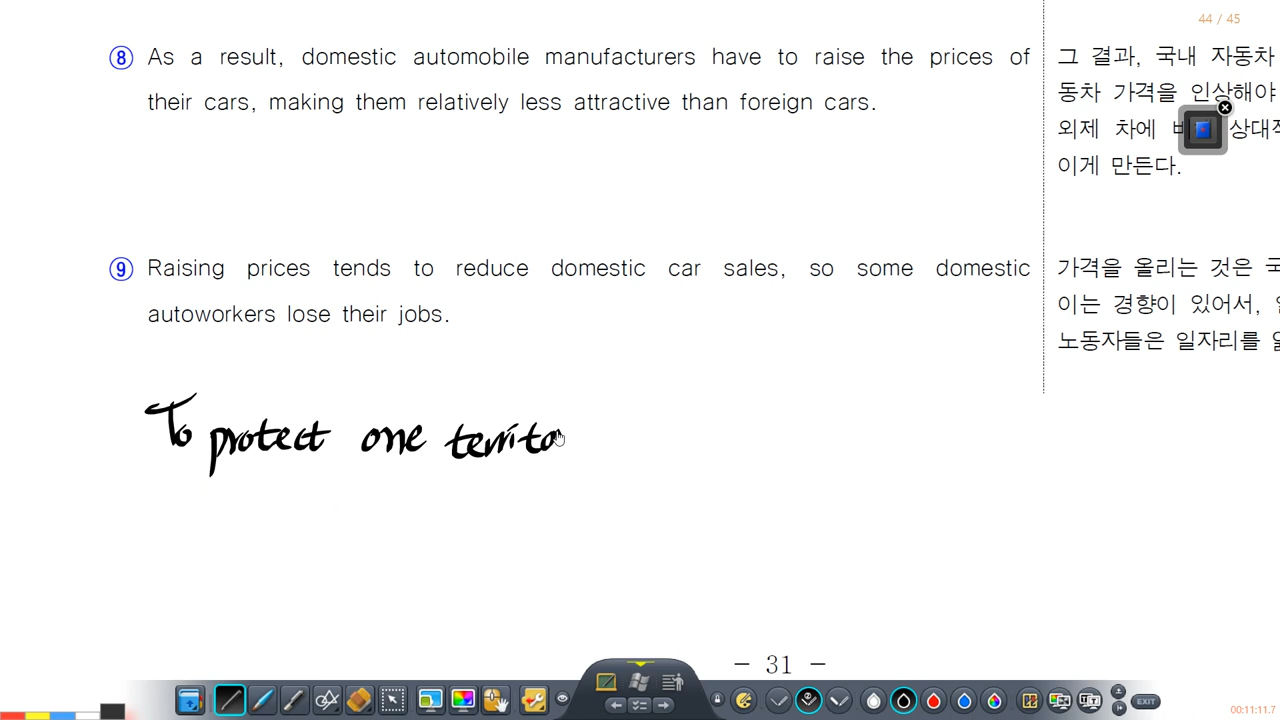 44 / 45
⑧ As a result, domestic automobile manufacturers have to raise the prices of
their cars, making them relatively less attractive than foreign cars.
그 결과, 국내 자동차
동차 가격을 인상해야
외제 차에 상대적
이게 만든다.
⑨ Raising prices tends to reduce domestic car sales, so some domestic
autoworkers lose their jobs.
가격을 올리는 것은 국
이는 경향이 있어서,
노동자들은 일자리를
To protect one territo
- 31 -
EXIT
00:11:11.7